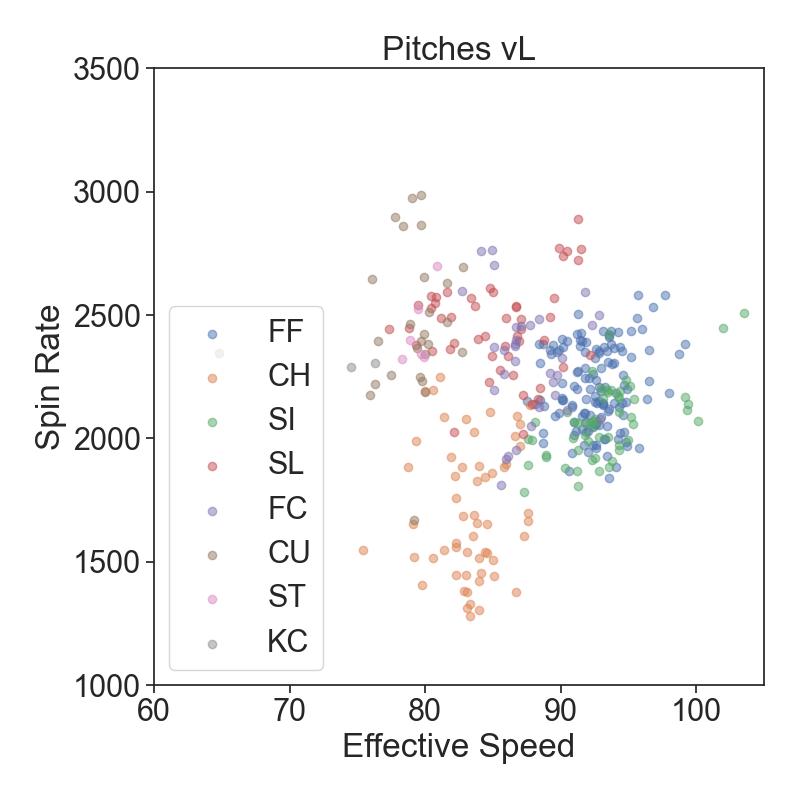 Pitches vL
3500
3000
2500
2000
1500
1000
Spin Rate
FF
CH
SI
SL
FC
CU
ST
KC
60 70 80 90 100
Effective Speed